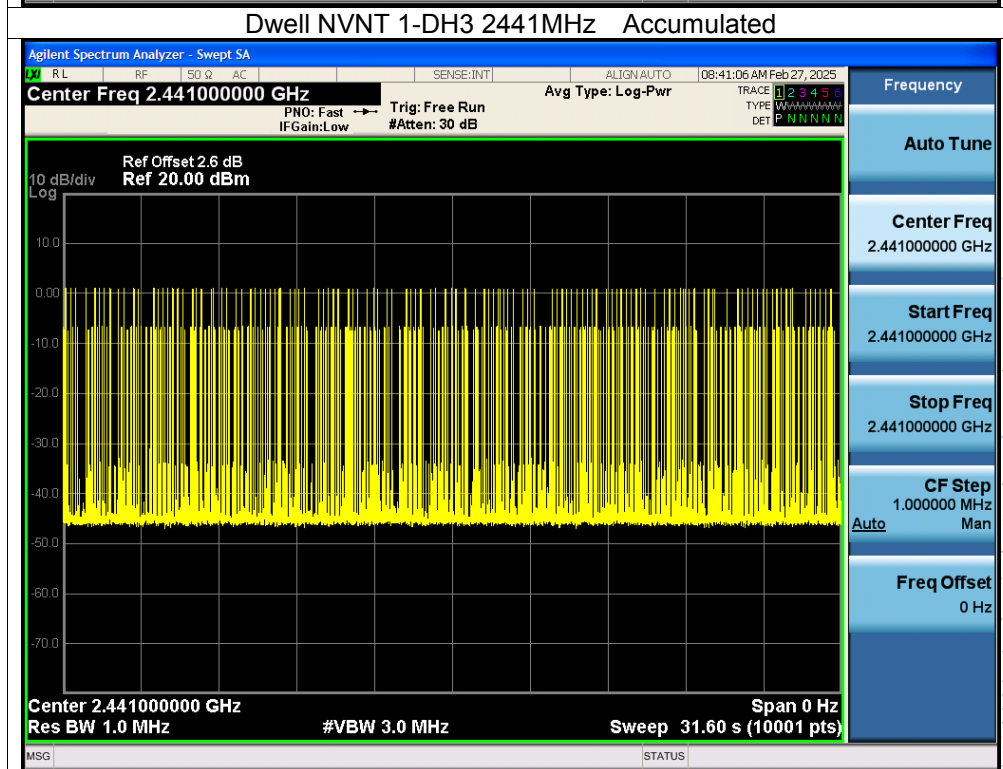 Dwell NVNT 1-DH3 2441MHz Accumulated
Agilent Spectrum Analyzer - Swept SA
LXI RL RF 50 Ω AC SENSE:INT ALIGN AUTO 08:41:06 AM Feb 27, 2025
Center Freq 2.441000000 GHz
PNO: Fast
IFGain:Low
Trig: Free Run
#Atten: 30 dB
Avg Type: Log-Pwr
TRACE 1 2 3 4 5 6
TYPE
DET P N N N N N
Frequency
Auto Tune
Center Freq
2.441000000 GHz
Start Freq
2.441000000 GHz
Stop Freq
2.441000000 GHz
CF Step
1.000000 MHz
Auto Man
Freq Offset
0 Hz
Ref Offset 2.6 dB
10 dB/div Ref 20.00 dBm
Log
10.0
0.00
-10.0
-20.0
-30.0
-40.0
-50.0
-60.0
-70.0
Center 2.441000000 GHz Span 0 Hz
Res BW 1.0 MHz #VBW 3.0 MHz Sweep 31.60 s (10001 pts)
MSG STATUS